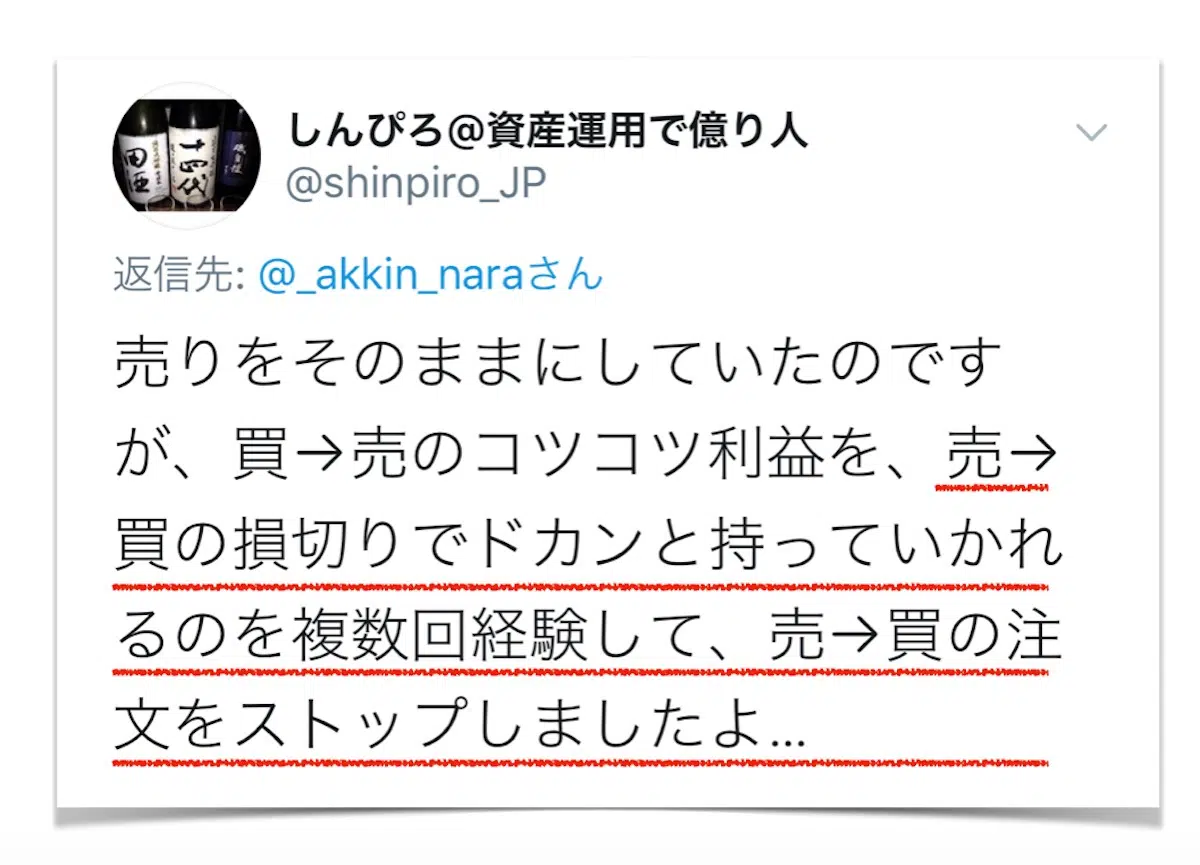 しんぴろ@資産運用で億り人
@shinpiro_JP
田酒
十四代
返信先: @_akkin_naraさん
売りをそのままにしていたのです
が、買→売のコツコツ利益を、売→
買の損切りでドカンと持っていかれ
るのを複数回経験して、売→買の注
文をストップしましたよ...